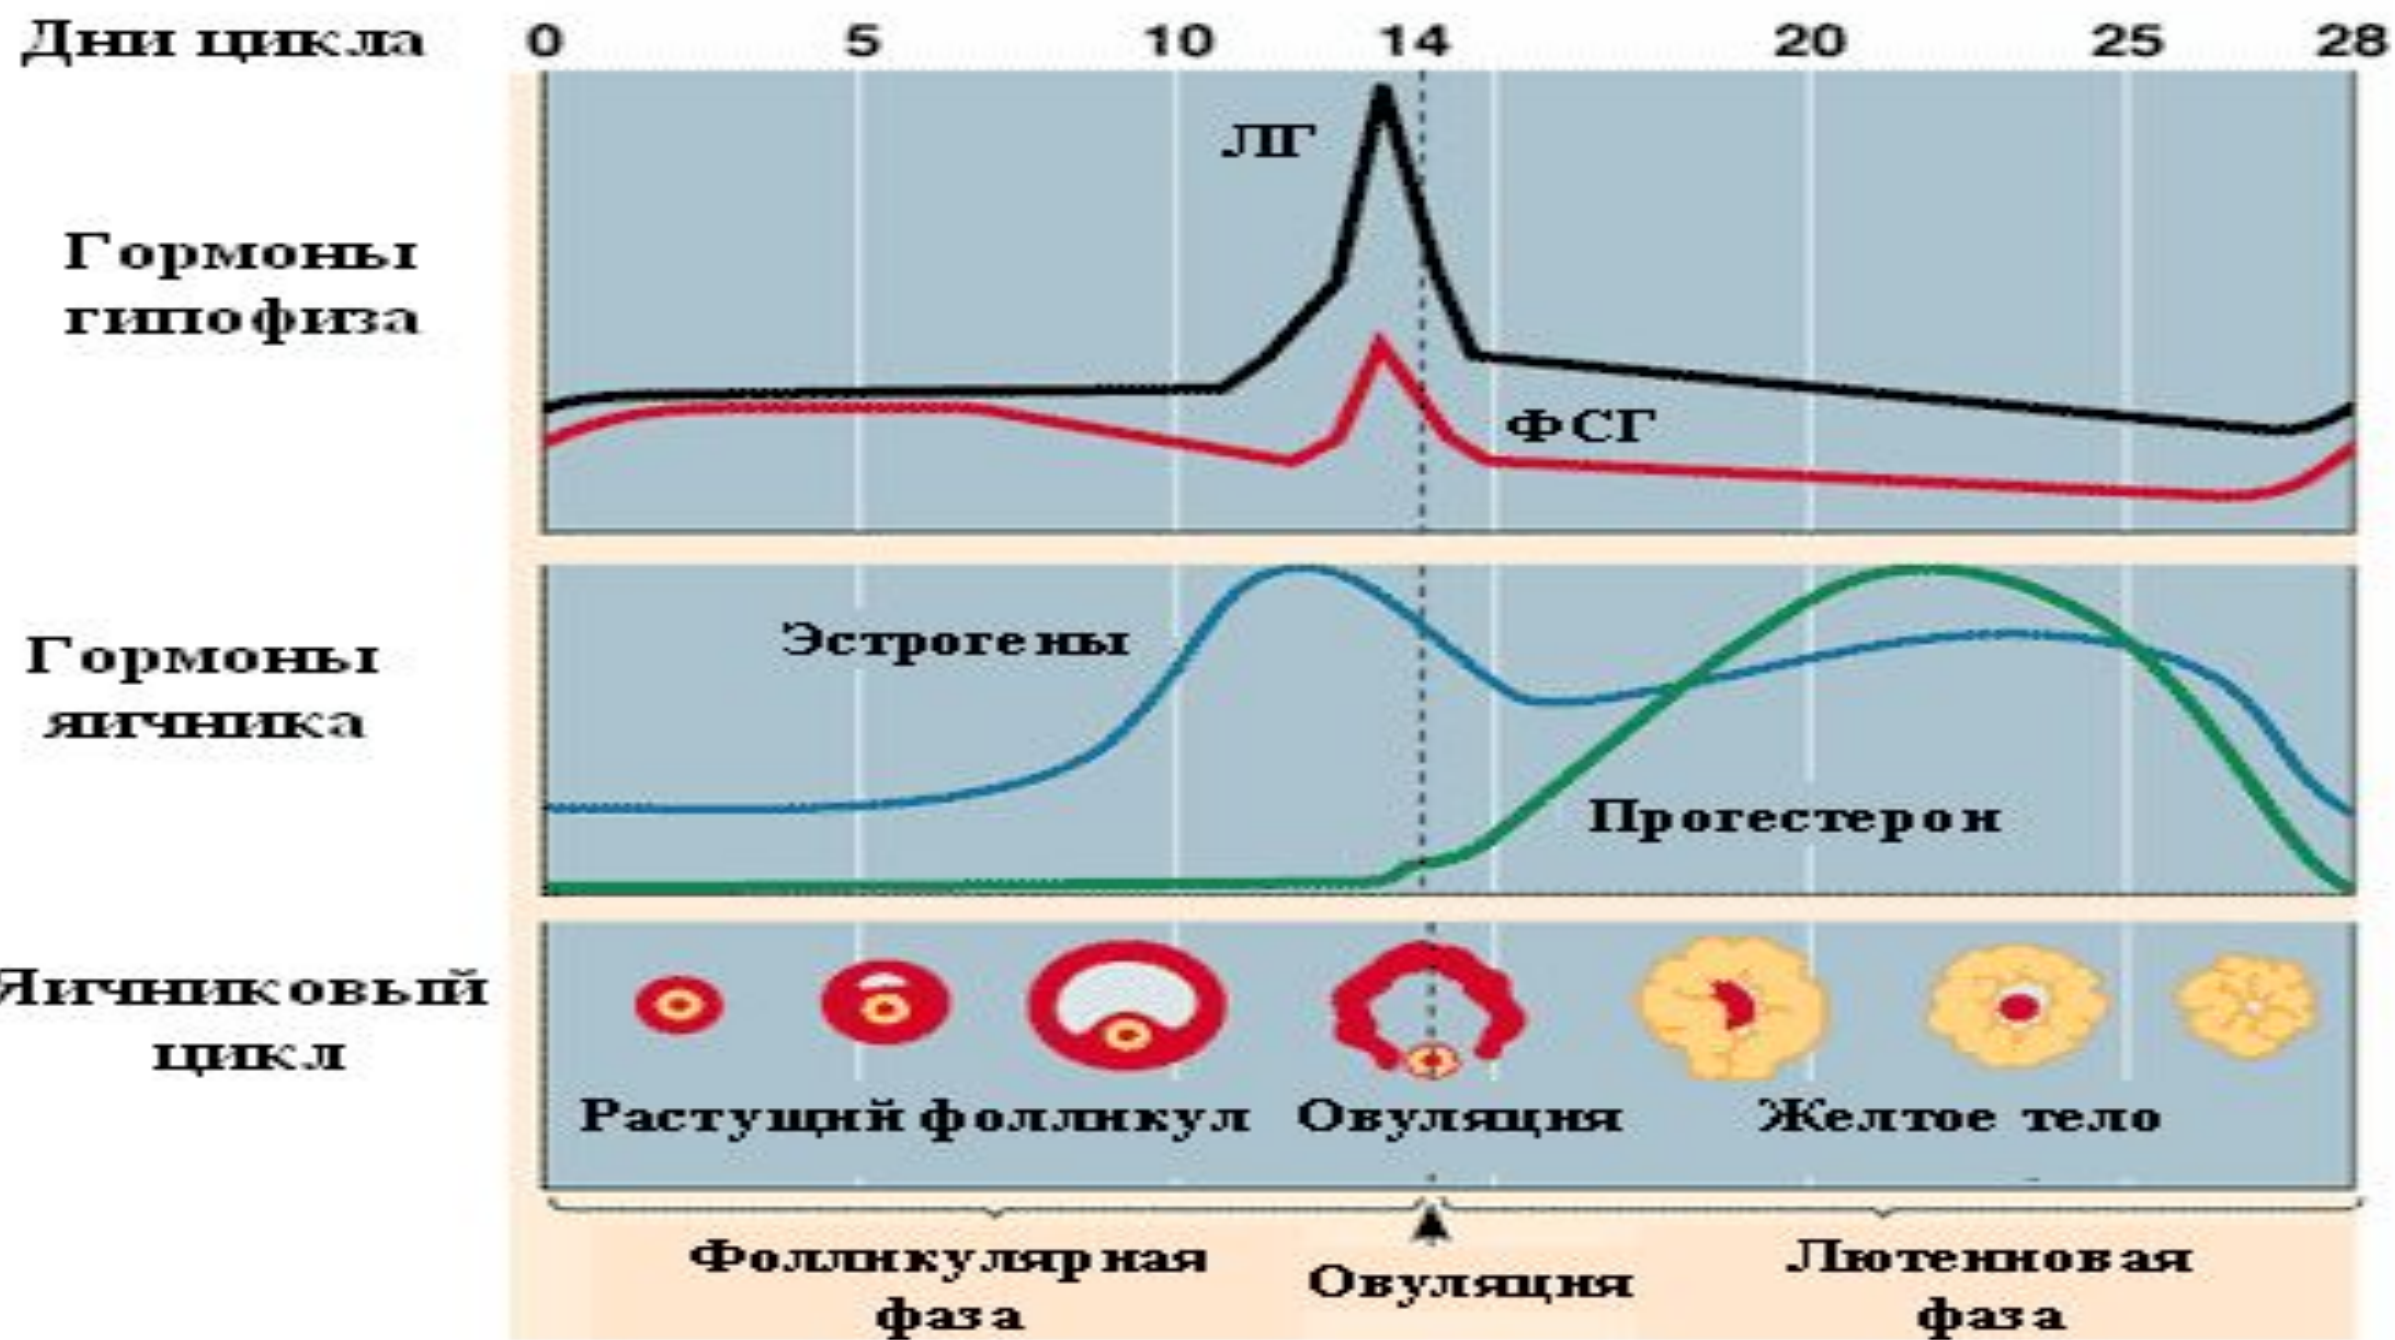 Дни цикла 0 5 10 14 20 25 28
ЛГ
Гормоны
гипофиза
ФСГ
Эстрогены
Гормоны
яичника
Прогестерон
Яичниковый
цикл
Растущий фолликул Овуляция Желтое тело
Фолликулярная
фаза
Овуляция
Лютеиновая
фаза